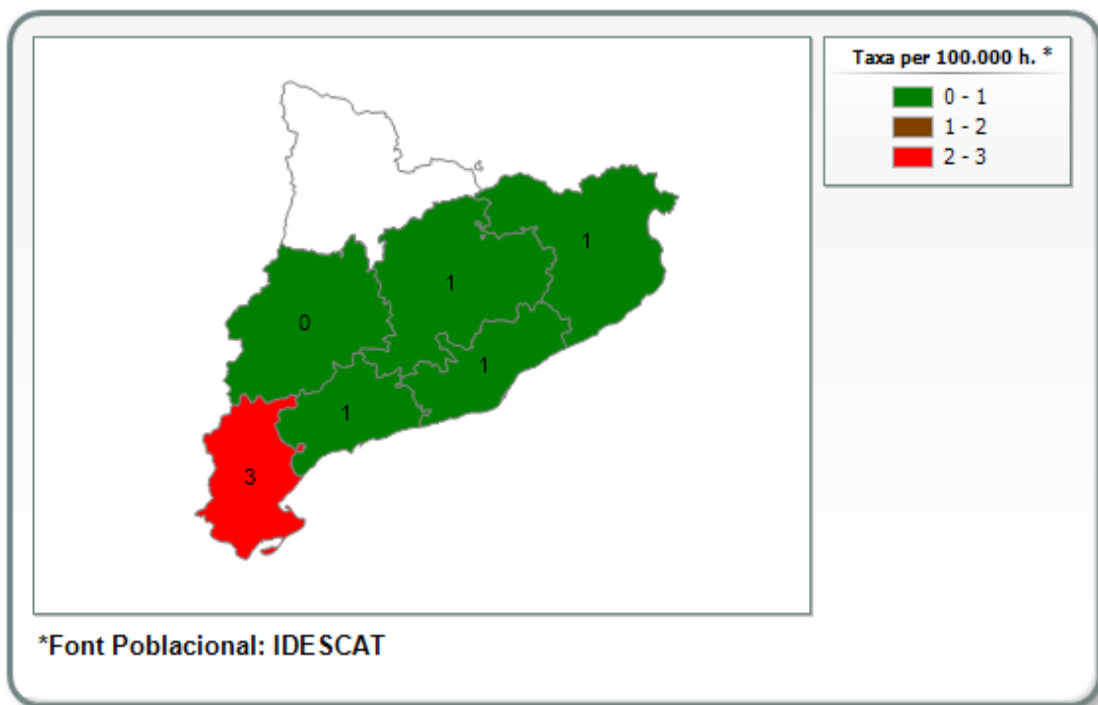 Taxa per 100.000 h. *
0 - 1
1 - 2
2 - 3
1
1
0
1
1
3
*Font Poblacional: IDESCAT